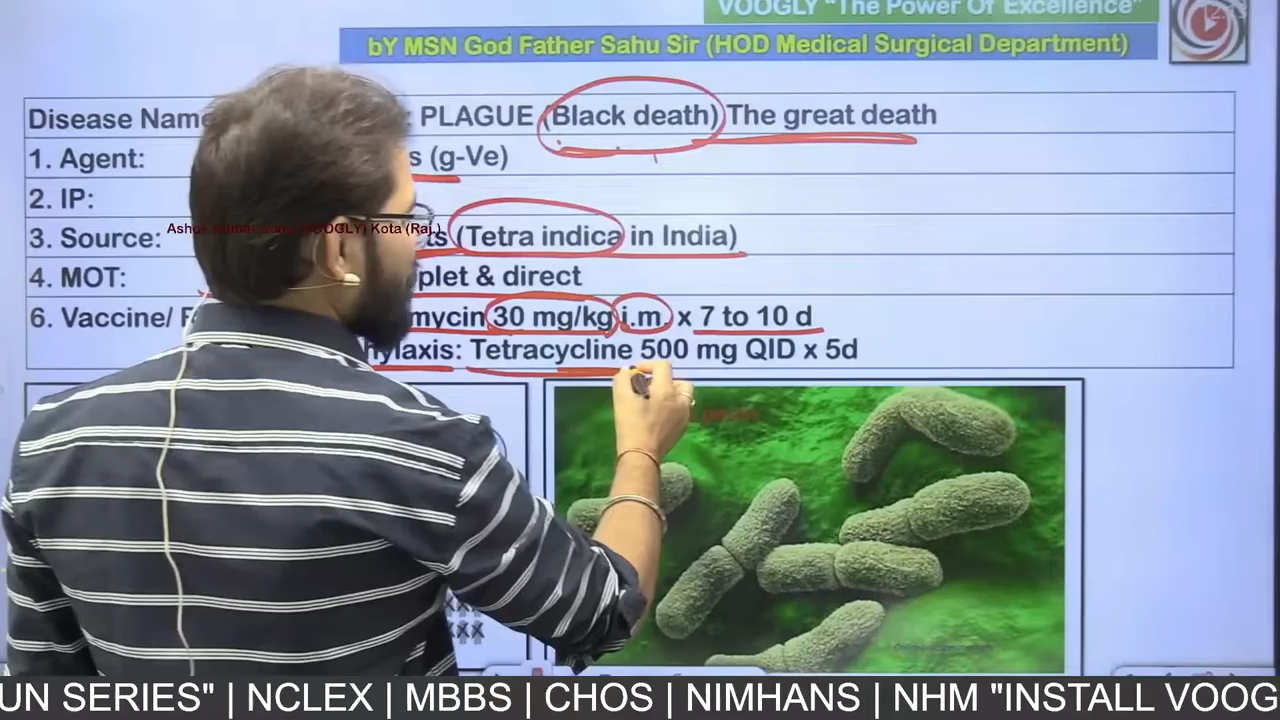 VOOGLY "The Power Of Excellence"
bY MSN God Father Sahu Sir (HOD Medical Surgical Department)
Disease Name : PLAGUE (Black death) The great death
1. Agent: s (g-Ve)
2. IP:
3. Source: ts (Tetra indica in India)
Kota (Raj.)
4. MOT: plet & direct
6. Vaccine/ mycin 30 mg/kg i.m. x 7 to 10 d
hylaxis: Tetracycline 500 mg QID x 5d
XXX
UN SERIES" | NCLEX | MBBS | CHOS | NIMHANS | NHM "INSTALL VOOG